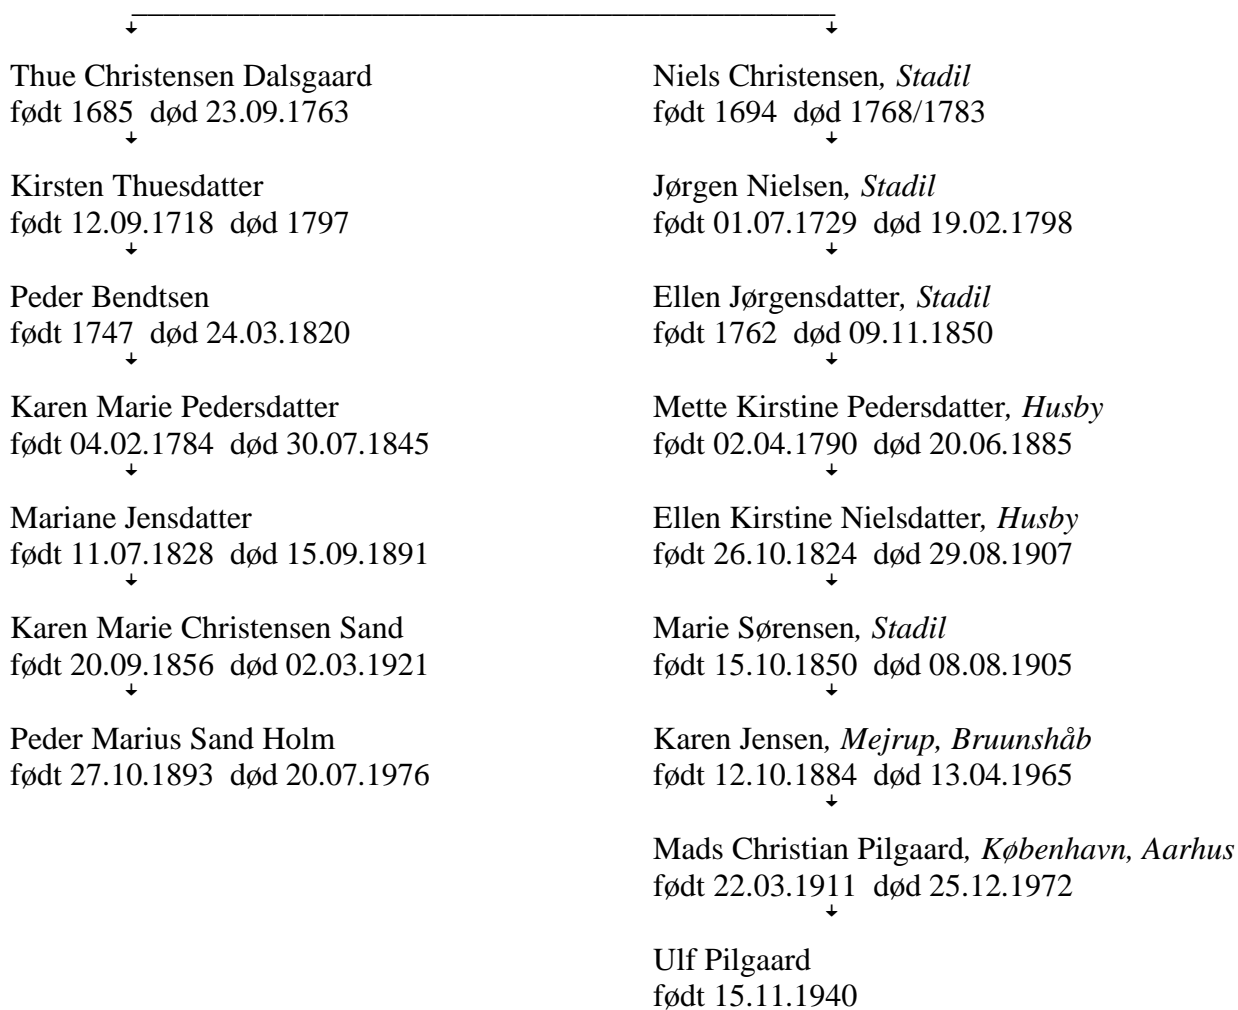 Thue Christensen Dalsgaard
født 1685 død 23.09.1763
Kirsten Thuesdatter
født 12.09.1718 død 1797
Peder Bendtsen
født 1747 død 24.03.1820
Karen Marie Pedersdatter
født 04.02.1784 død 30.07.1845
Mariane Jensdatter
født 11.07.1828 død 15.09.1891
Karen Marie Christensen Sand
født 20.09.1856 død 02.03.1921
Peder Marius Sand Holm
født 27.10.1893 død 20.07.1976
Niels Christensen, Stadil
født 1694 død 1768/1783
Jørgen Nielsen, Stadil
født 01.07.1729 død 19.02.1798
Ellen Jørgensdatter, Stadil
født 1762 død 09.11.1850
Mette Kirstine Pedersdatter, Husby
født 02.04.1790 død 20.06.1885
Ellen Kirstine Nielsdatter, Husby
født 26.10.1824 død 29.08.1907
Marie Sørensen, Stadil
født 15.10.1850 død 08.08.1905
Karen Jensen, Mejrup, Bruunshåb
født 12.10.1884 død 13.04.1965
Mads Christian Pilgaard, København, Aarhus
født 22.03.1911 død 25.12.1972
Ulf Pilgaard
født 15.11.1940